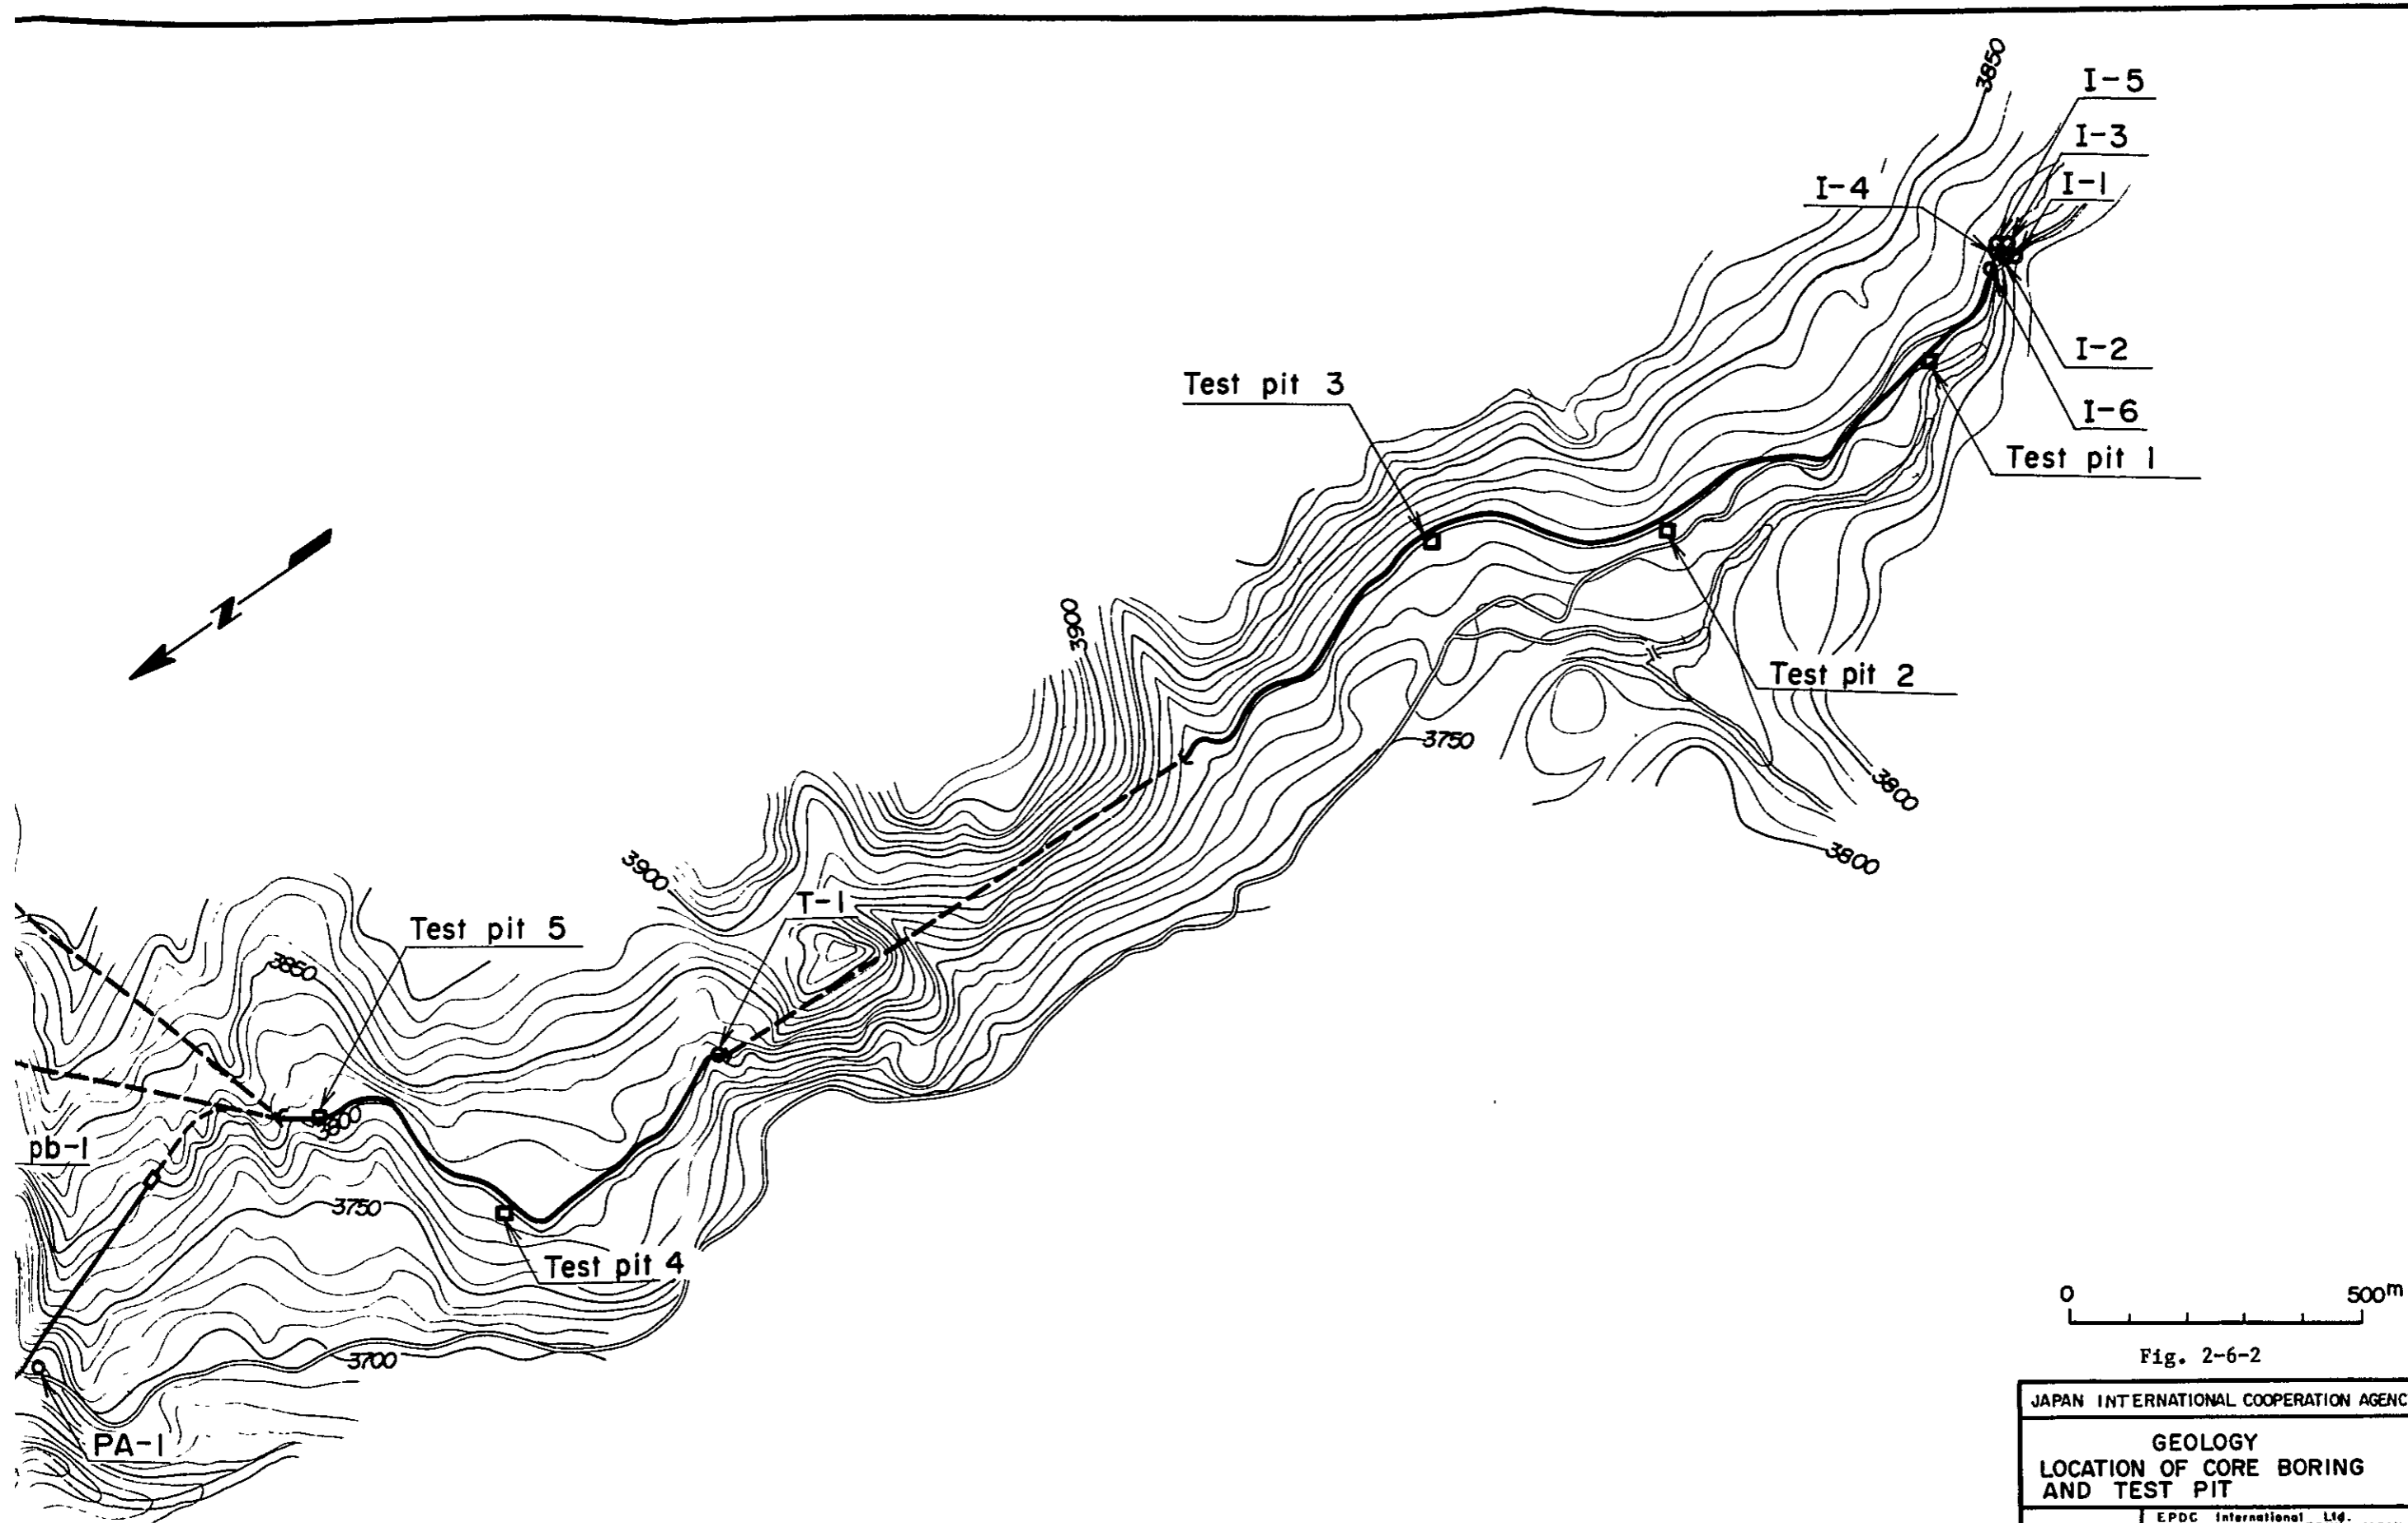 3850
I-5
I-3
I-4
I-1
I-2
Test pit 3
I-6
Test pit 1
N
3900
Test pit 2
3750
3800
3800
3900
T-1
Test pit 5
3850
3800
pb-1
3750
Test pit 4
0 500m
3700
Fig. 2-6-2
JAPAN INTERNATIONAL COOPERATION AGENC
PA-1
GEOLOGY
LOCATION OF CORE BORING
AND TEST PIT
EPDC International Ltd.